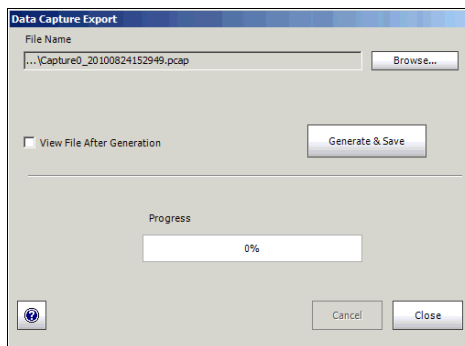 Data Capture Export
File Name
...\Capture0_20100824152949.pcap
Browse...
View File After Generation
Generate & Save
Progress
0%
?
Cancel
Close